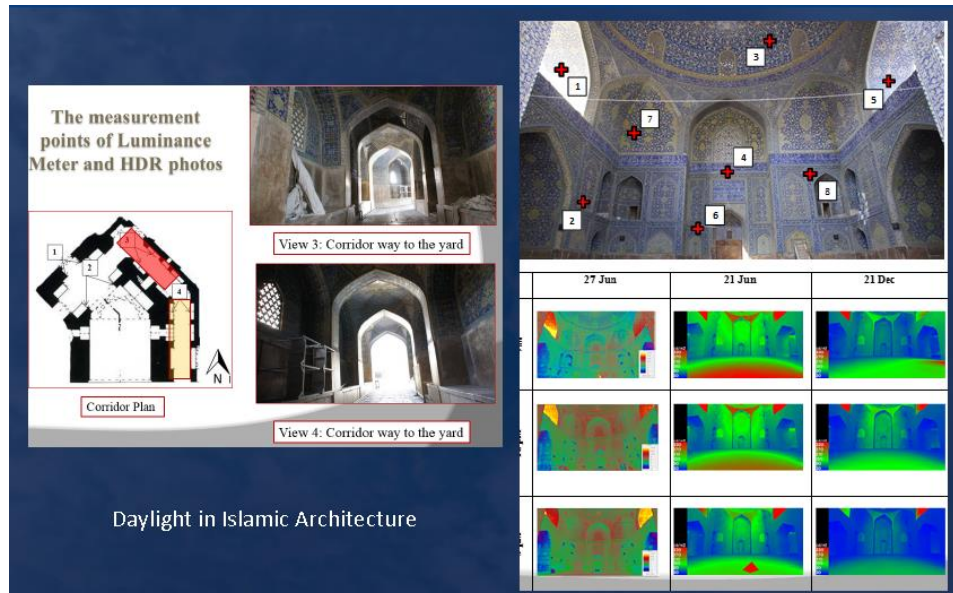 The measurement
points of Luminance
Meter and HDR photos
1
2
3
4
N
Corridor Plan
View 3: Corridor way to the yard
View 4: Corridor way to the yard
Daylight in Islamic Architecture
1
2
3
4
5
6
7
8
27 Jun
21 Jun
21 Dec